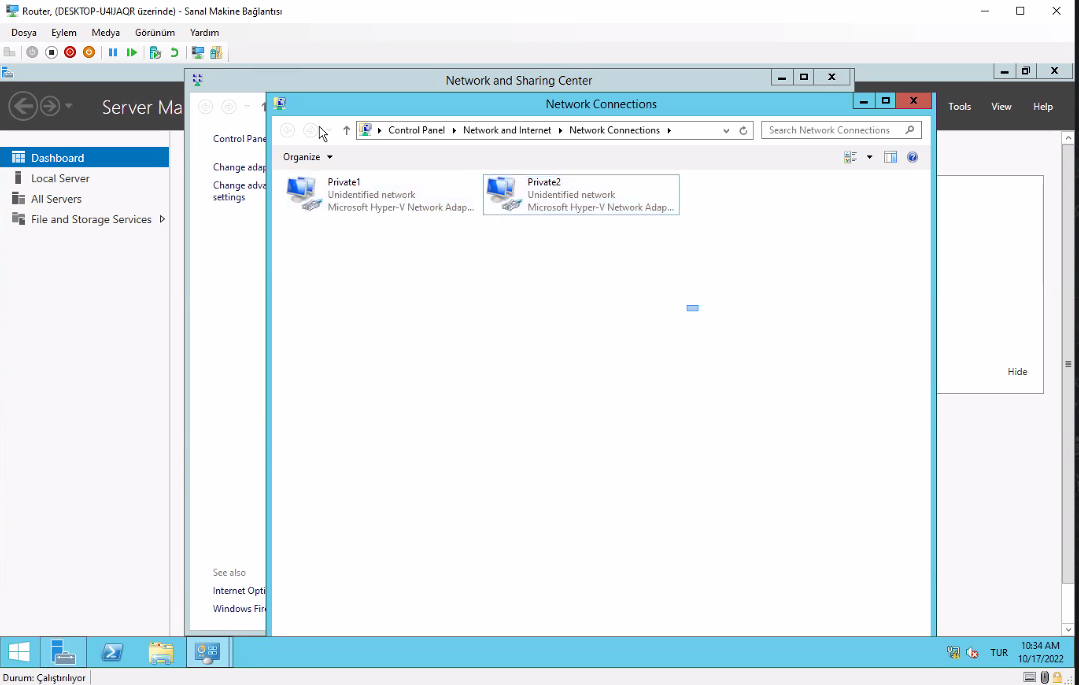 Router, (DESKTOP-U4IJAQR üzerinde) - Sanal Makine Bağlantısı
Dosya Eylem Medya Görünüm Yardım
Network and Sharing Center
Network Connections
Server Ma
Tools View Help
Control Pane
Control Panel Network and Internet Network Connections
Search Network Connections
Organize
Dashboard
Local Server
All Servers
File and Storage Services
Change adap
Change adva
settings
Private1
Unidentified network
Microsoft Hyper-V Network Adap...
Private2
Unidentified network
Microsoft Hyper-V Network Adap...
Hide
See also
Internet Opti
Windows Fire
TUR
10:34 AM
10/17/2022
Durum: Çalıştırılıyor